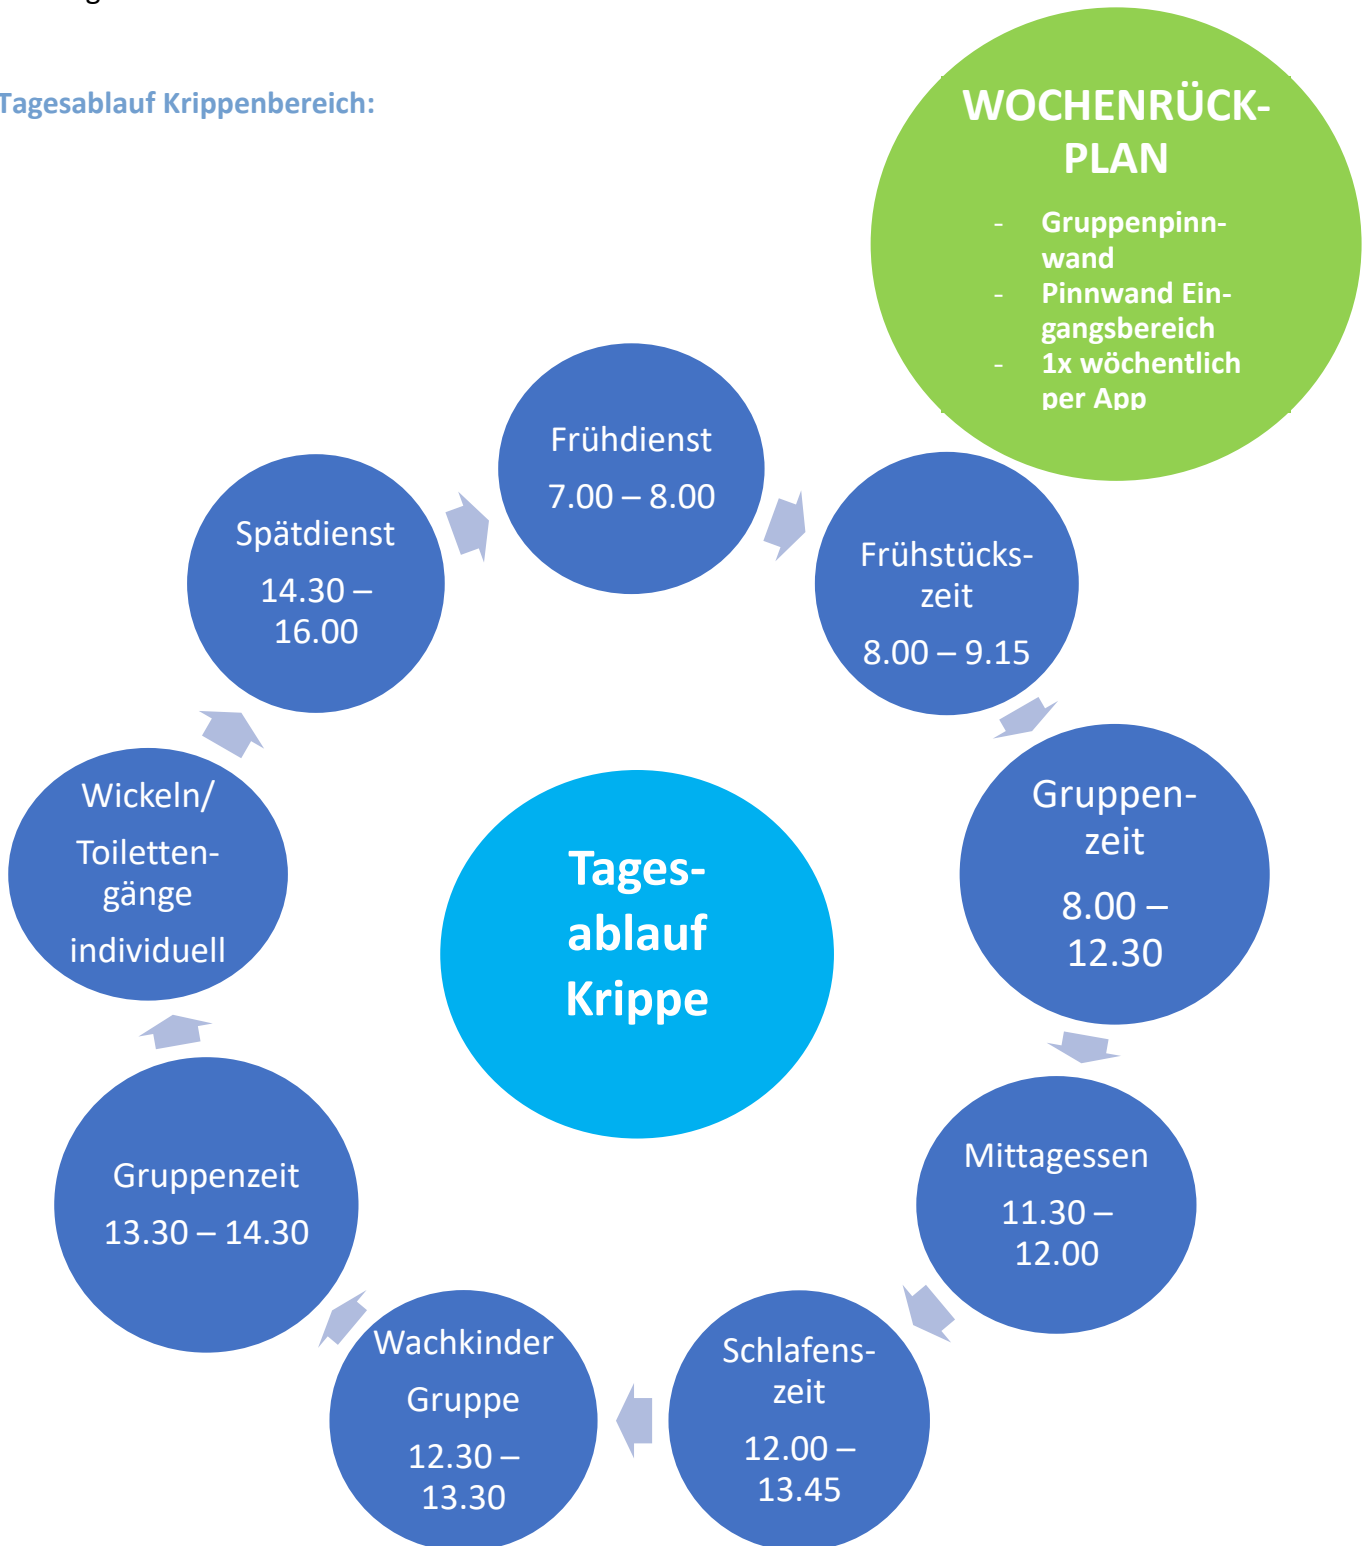 Tagesablauf Krippenbereich:
WOCHENRÜCK-
PLAN
- Gruppenpinn-
wand
- Pinnwand Ein-
gangsbereich
- 1x wöchentlich
per App
Frühdienst
7.00 – 8.00
Frühstücks-
zeit
8.00 – 9.15
Gruppen-
zeit
8.00 –
12.30
Mittagessen
11.30 –
12.00
Schlafens-
zeit
12.00 –
13.45
Wachkinder
Gruppe
12.30 –
13.30
Gruppenzeit
13.30 – 14.30
Wickeln/
Toiletten-
gänge
individuell
Spätdienst
14.30 –
16.00
Tages-
ablauf
Krippe